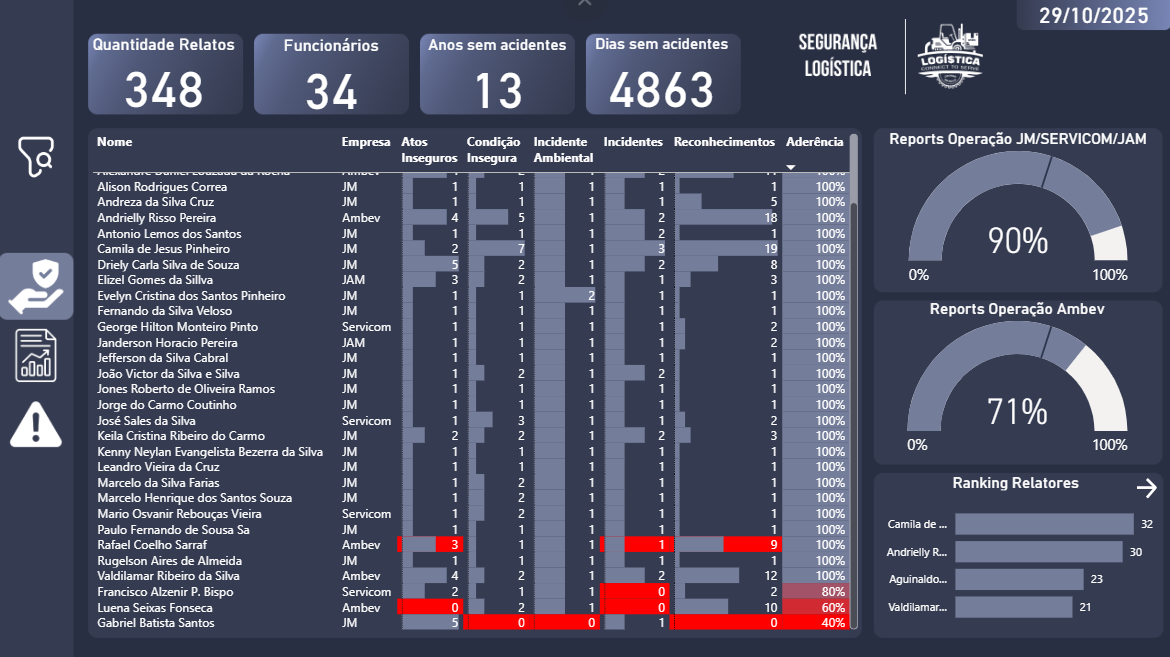 29/10/2025
Quantidade Relatos
348
Funcionários
34
Anos sem acidentes
13
Dias sem acidentes
4863
SEGURANÇA
LOGÍSTICA
LOGÍSTICA
CONNECT TO SERVE
Nome Empresa Atos Inseguros Condição Insegura Incidente Ambiental Incidentes Reconhecimentos Aderência
Alison Rodrigues Correa JM 1 1 1 1 5 100%
Andreza da Silva Cruz JM 1 1 1 1 5 100%
Andrielly Risso Pereira Ambev 4 5 1 2 18 100%
Antonio Lemos dos Santos JM 1 1 1 2 1 100%
Camila de Jesus Pinheiro JM 2 7 1 3 19 100%
Driely Carla Silva de Souza JM 5 2 1 2 8 100%
Elizel Gomes da Sillva JAM 3 2 1 1 3 100%
Evelyn Cristina dos Santos Pinheiro JM 1 1 2 1 1 100%
Fernando da Silva Veloso JM 1 1 1 1 1 100%
George Hilton Monteiro Pinto Servicom 1 1 1 1 2 100%
Janderson Horacio Pereira JAM 1 1 1 1 2 100%
Jefferson da Silva Cabral JM 1 1 1 1 1 100%
João Victor da Silva e Silva JM 1 2 1 2 1 100%
Jones Roberto de Oliveira Ramos JM 1 1 1 1 1 100%
Jorge do Carmo Coutinho JM 1 1 1 1 1 100%
José Sales da Silva Servicom 1 3 1 1 2 100%
Keila Cristina Ribeiro do Carmo JM 2 2 1 2 3 100%
Kenny Neylan Evangelista Bezerra da Silva JM 1 1 1 1 1 100%
Leandro Vieira da Cruz JM 1 1 1 1 1 100%
Marcelo da Silva Farias JM 1 2 1 1 1 100%
Marcelo Henrique dos Santos Souza JM 1 2 1 1 1 100%
Mario Osvanir Rebouças Vieira Servicom 1 2 1 1 1 100%
Paulo Fernando de Sousa Sa JM 1 1 1 1 1 100%
Rafael Coelho Sarraf Ambev 3 1 1 1 9 100%
Rugelson Aires de Almeida JM 1 1 1 1 1 100%
Valdilamar Ribeiro da Silva Ambev 4 2 1 2 12 100%
Francisco Alzenir P. Bispo Servicom 2 1 1 0 2 80%
Luena Seixas Fonseca Ambev 0 2 1 0 10 60%
Gabriel Batista Santos JM 5 0 0 1 0 40%
Reports Operação JM/SERVICOM/JAM
90%
0% 100%
Reports Operação Ambev
71%
0% 100%
Ranking Relatores
Camila de ... 32
Andrielly R... 30
Aguinaldo... 23
Valdilamar... 21